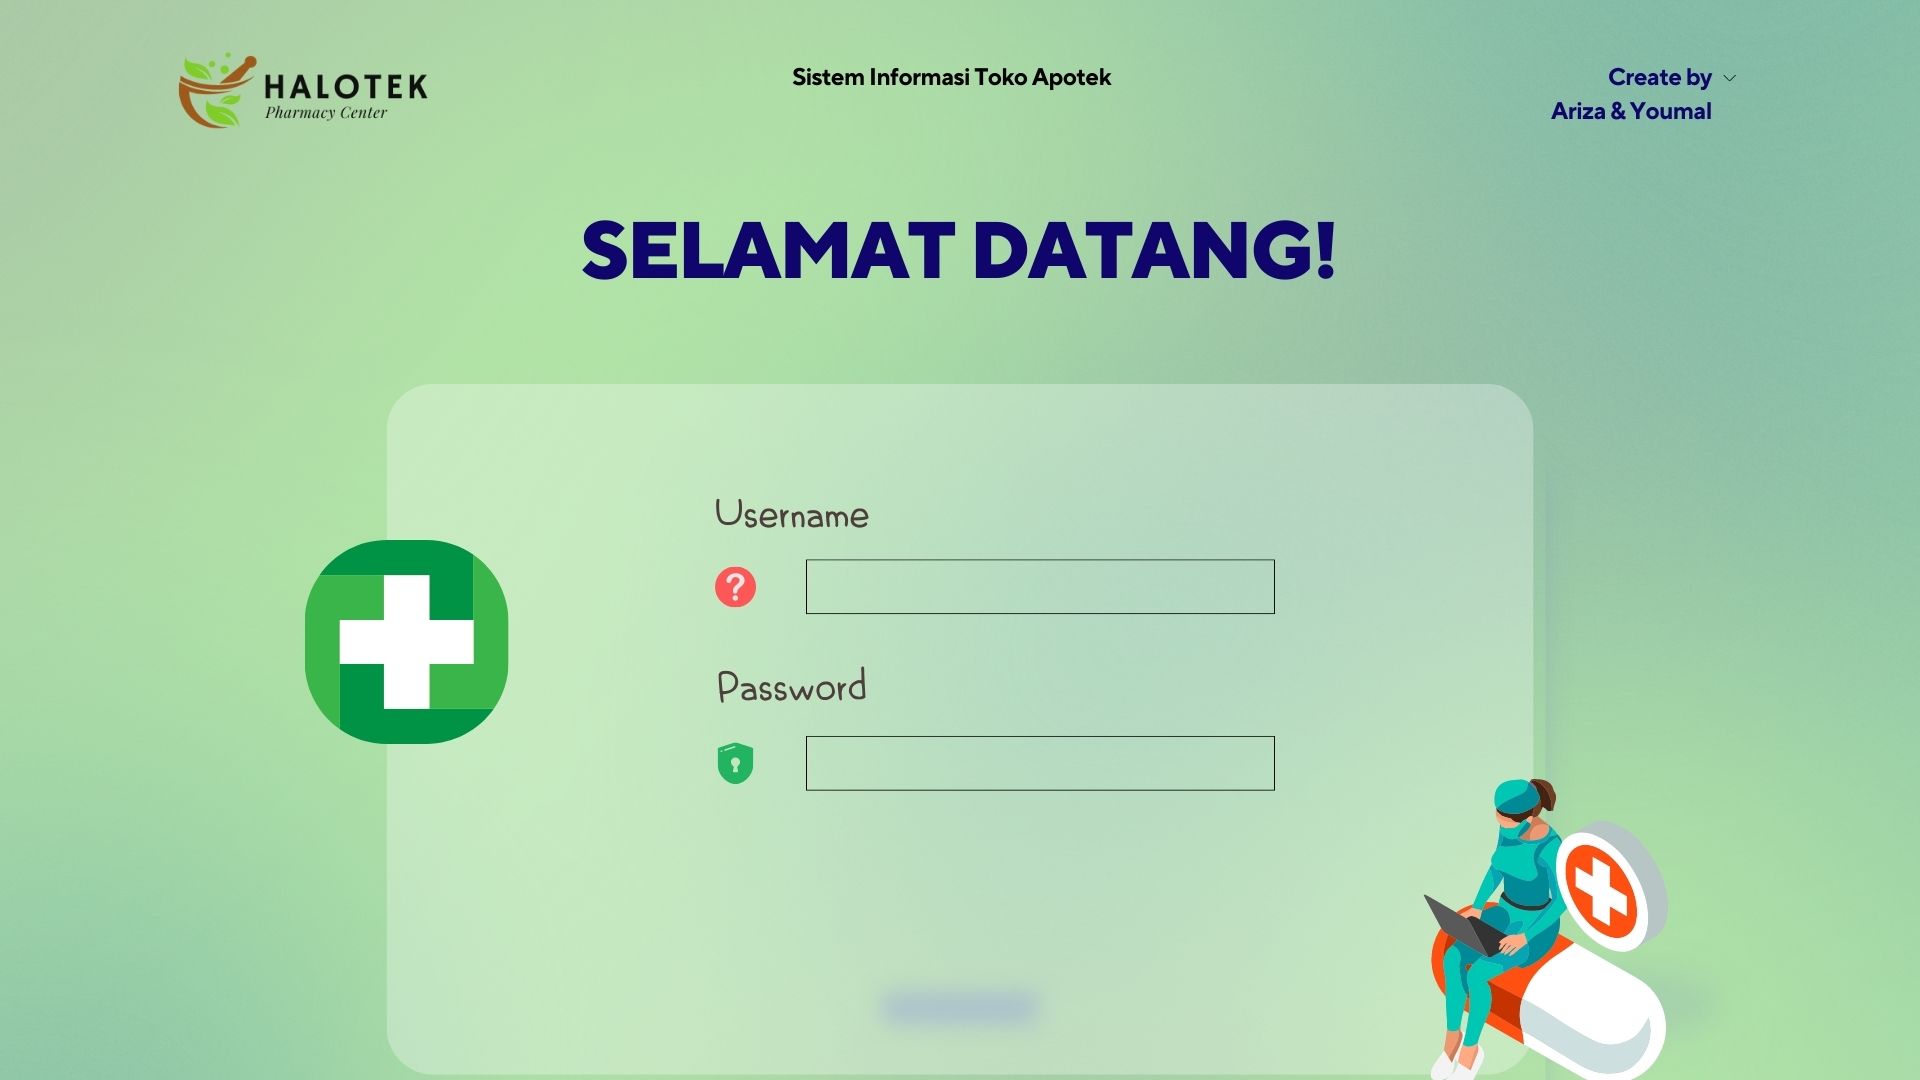 HALOTEK
Pharmacy Center
Sistem Informasi Toko Apotek
Create by
Ariza & Youmal
SELAMAT DATANG!
Username
?
Password